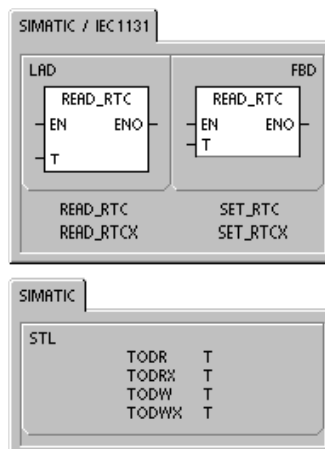 SIMATIC / IEC1131
LAD FBD
READ_RTC READ_RTC
EN ENO EN ENO
T T
READ_RTC SET_RTC
READ_RTCX SET_RTCX
SIMATIC
STL
TODR T
TODRX T
TODW T
TODWX T